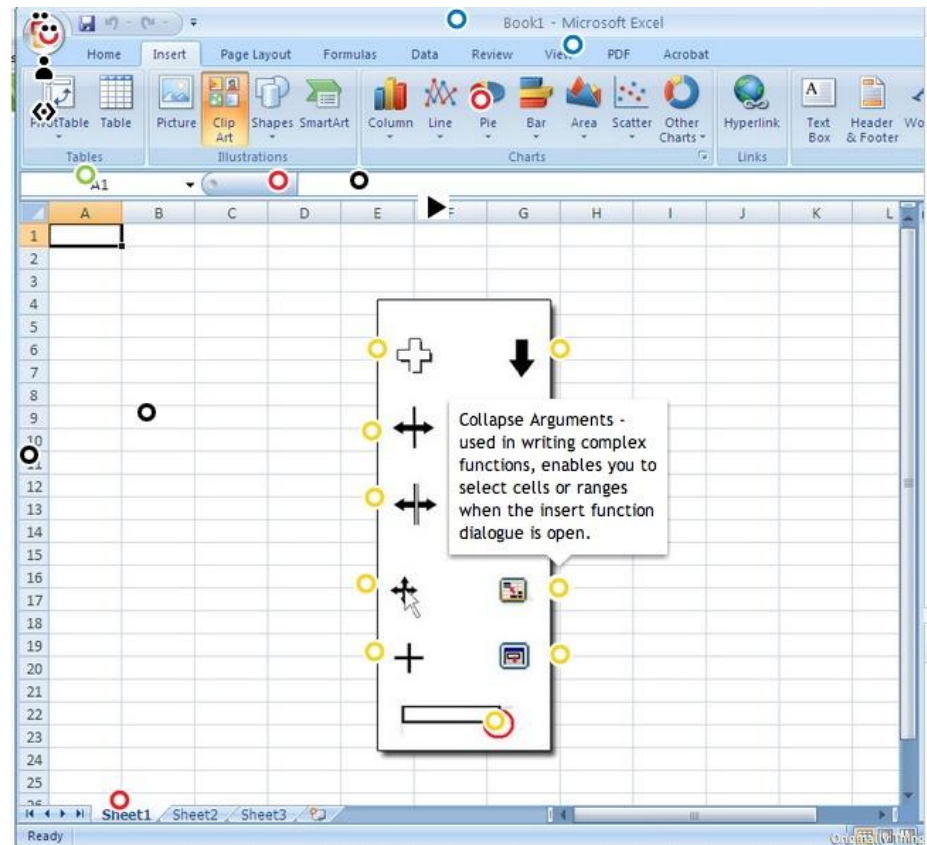 Book1 - Microsoft Excel
Home Insert Page Layout Formulas Data Review View PDF Acrobat
PivotTable Table Picture Clip Art Shapes SmartArt Column Line Pie Bar Area Scatter Other Charts Hyperlink Text Box Header & Footer
Tables Illustrations Charts Links
A1
A B C D E F G H I J K L
1
2
3
4
5
6
7
8
9
10
12
13
14
15
16
17
18
19
20
21
22
23
24
25
Collapse Arguments -
used in writing complex
functions, enables you to
select cells or ranges
when the insert function
dialogue is open.
Sheet1 Sheet2 Sheet3
Ready